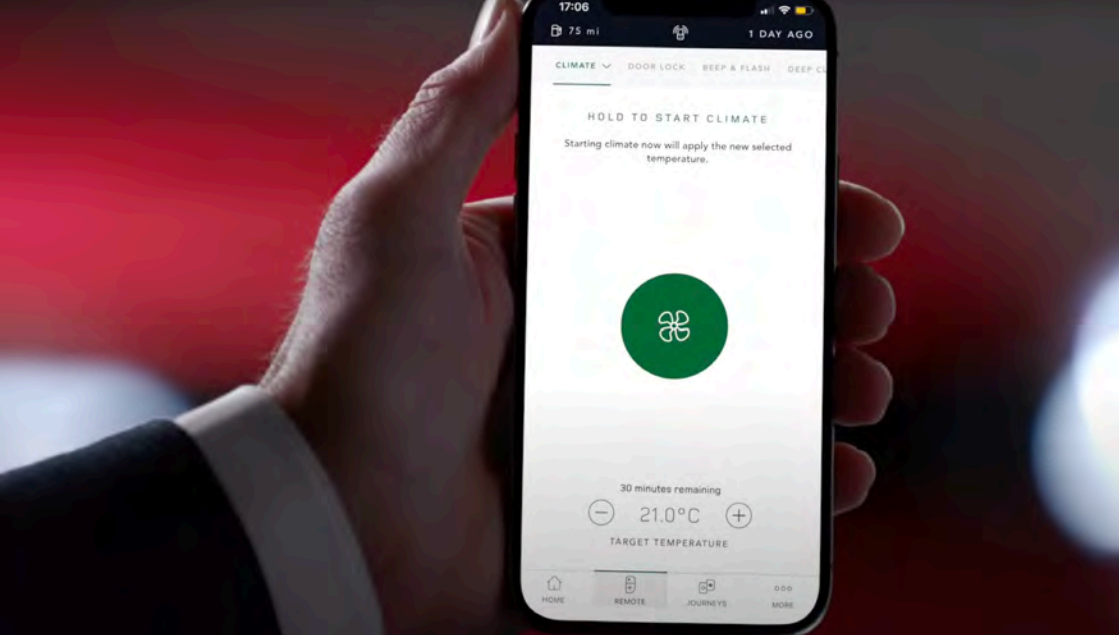 17:06
75 mi
1 DAY AGO
CLIMATE DOOR LOCK BEEP & FLASH DEEP
HOLD TO START CLIMATE
Starting climate now will apply the new selected
temperature.
30 minutes remaining
21.0°C
TARGET TEMPERATURE
HOME REMOTE JOURNEYS MORE